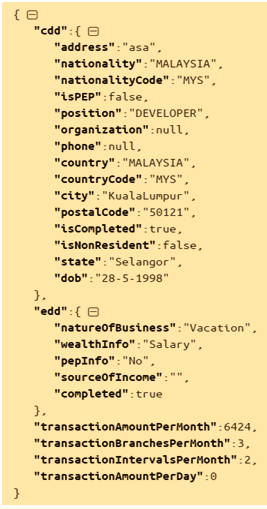 {
"cdd":{
"address":"asa",
"nationality":"MALAYSIA",
"nationalityCode":"MYS",
"isPEP":false,
"position":"DEVELOPER",
"organization":null,
"phone":null,
"country":"MALAYSIA",
"countryCode":"MYS",
"city":"KualaLumpur",
"postalCode":"50121",
"isCompleted":true,
"isNonResident":false,
"state":"Selangor",
"dob":"28-5-1998"
},
"edd":{
"natureOfBusiness":"Vacation",
"wealthInfo":"Salary",
"pepInfo":"No",
"sourceOfIncome":"",
"completed":true
},
"transactionAmountPerMonth":6424,
"transactionBranchesPerMonth":3,
"transactionIntervalsPerMonth":2,
"transactionAmountPerDay":0
}